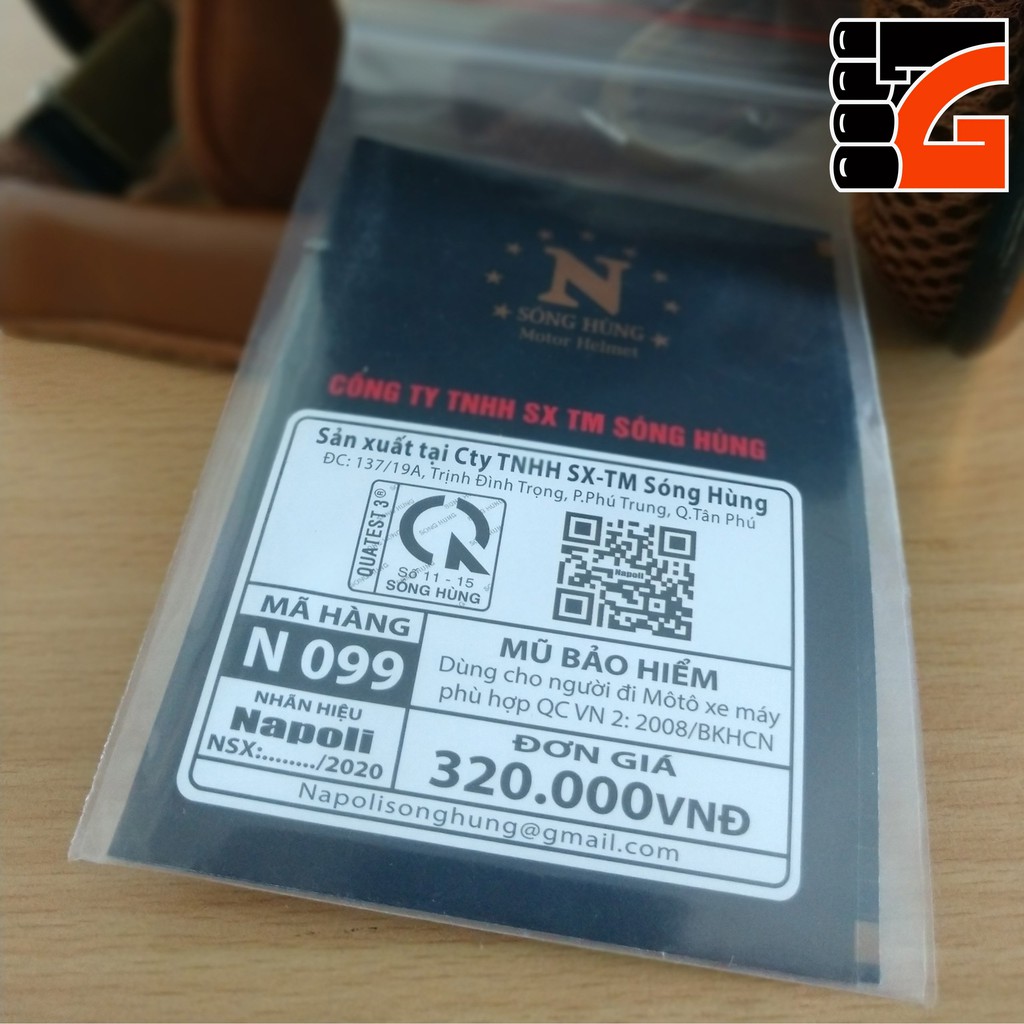 N
SÓNG HÙNG
Motor Helmet
CÔNG TY TNHH SX TM SÓNG HÙNG
Sản xuất tại Cty TNHH SX-TM Sóng Hùng
ĐC: 137/19A, Trịnh Đình Trọng, P.Phú Trung, Q.Tân Phú
QUATEST 3®
Số 11 - 15
SÓNG HÙNG
Napoli
MÃ HÀNG
N 099
NHÃN HIỆU
Napoli
NSX:......../2020
MŨ BẢO HIỂM
Dùng cho người đi Môtô xe máy
phù hợp QC VN 2: 2008/BKHCN
ĐƠN GIÁ
320.000VNĐ
Napolisonghung@gmail.com